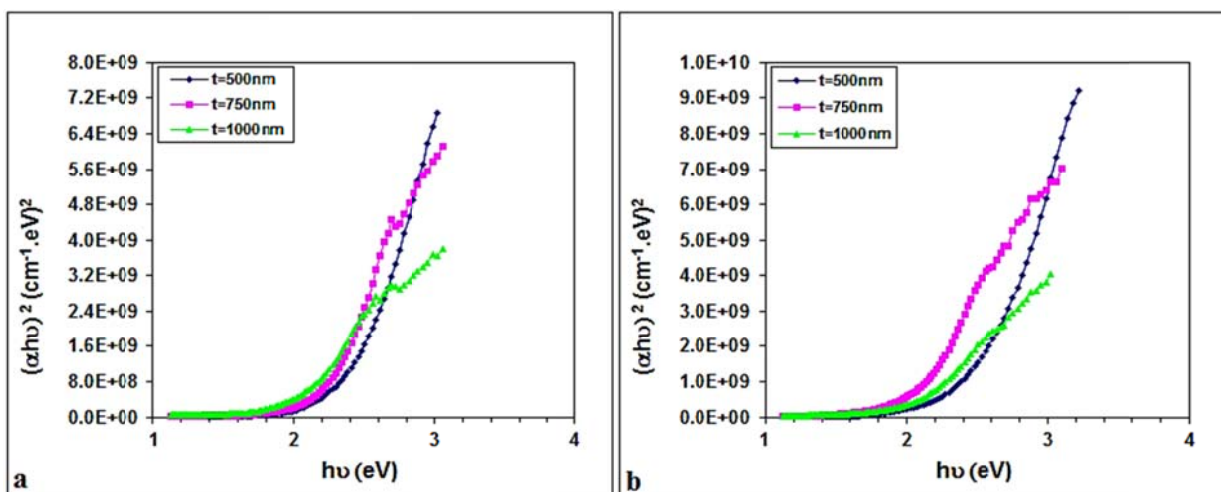 8.0E+09
7.2E+09
6.4E+09
5.6E+09
4.8E+09
4.0E+09
3.2E+09
2.4E+09
1.6E+09
8.0E+08
0.0E+00
t=500nm
t=750nm
t=1000nm
(αhυ)² (cm⁻¹.eV)²
1 2 3 4
hυ (eV)
a
1.0E+10
9.0E+09
8.0E+09
7.0E+09
6.0E+09
5.0E+09
4.0E+09
3.0E+09
2.0E+09
1.0E+09
0.0E+00
t=500nm
t=750nm
t=1000nm
(αhυ)² (cm⁻¹.eV)²
1 2 3 4
hυ (eV)
b